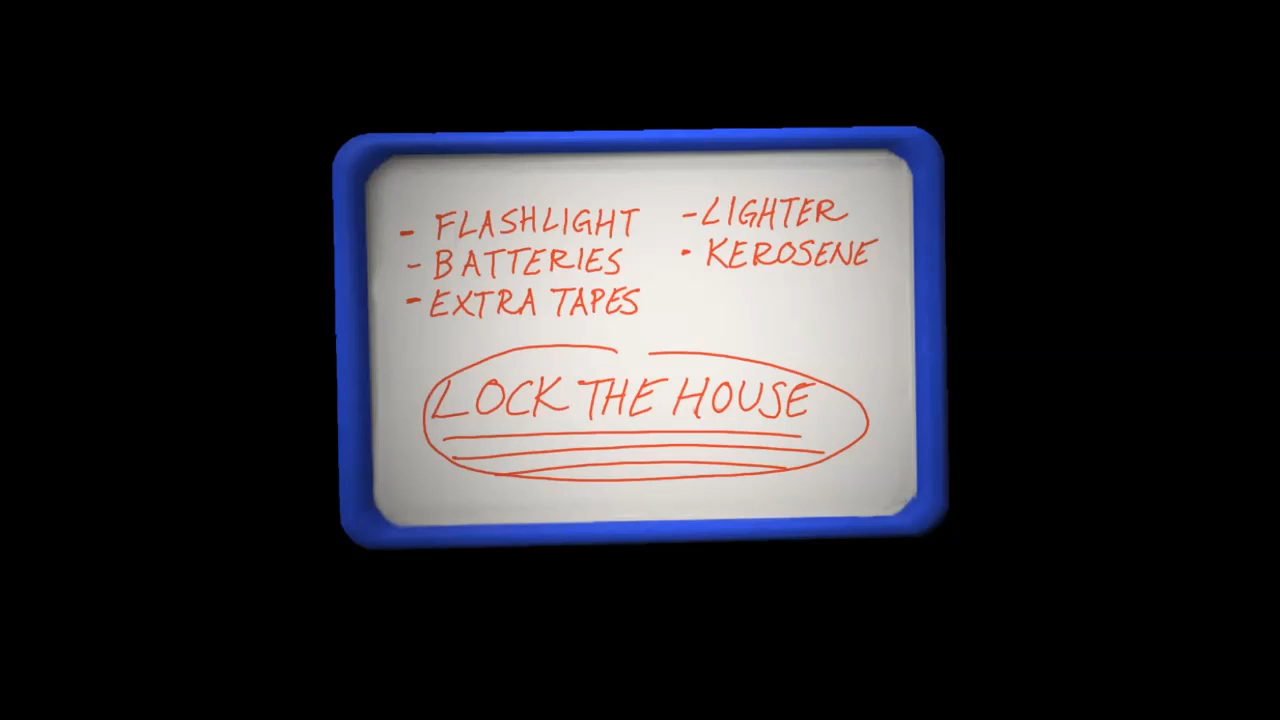 - FLASHLIGHT
- BATTERIES
- EXTRA TAPES
- LIGHTER
- KEROSENE
LOCK THE HOUSE